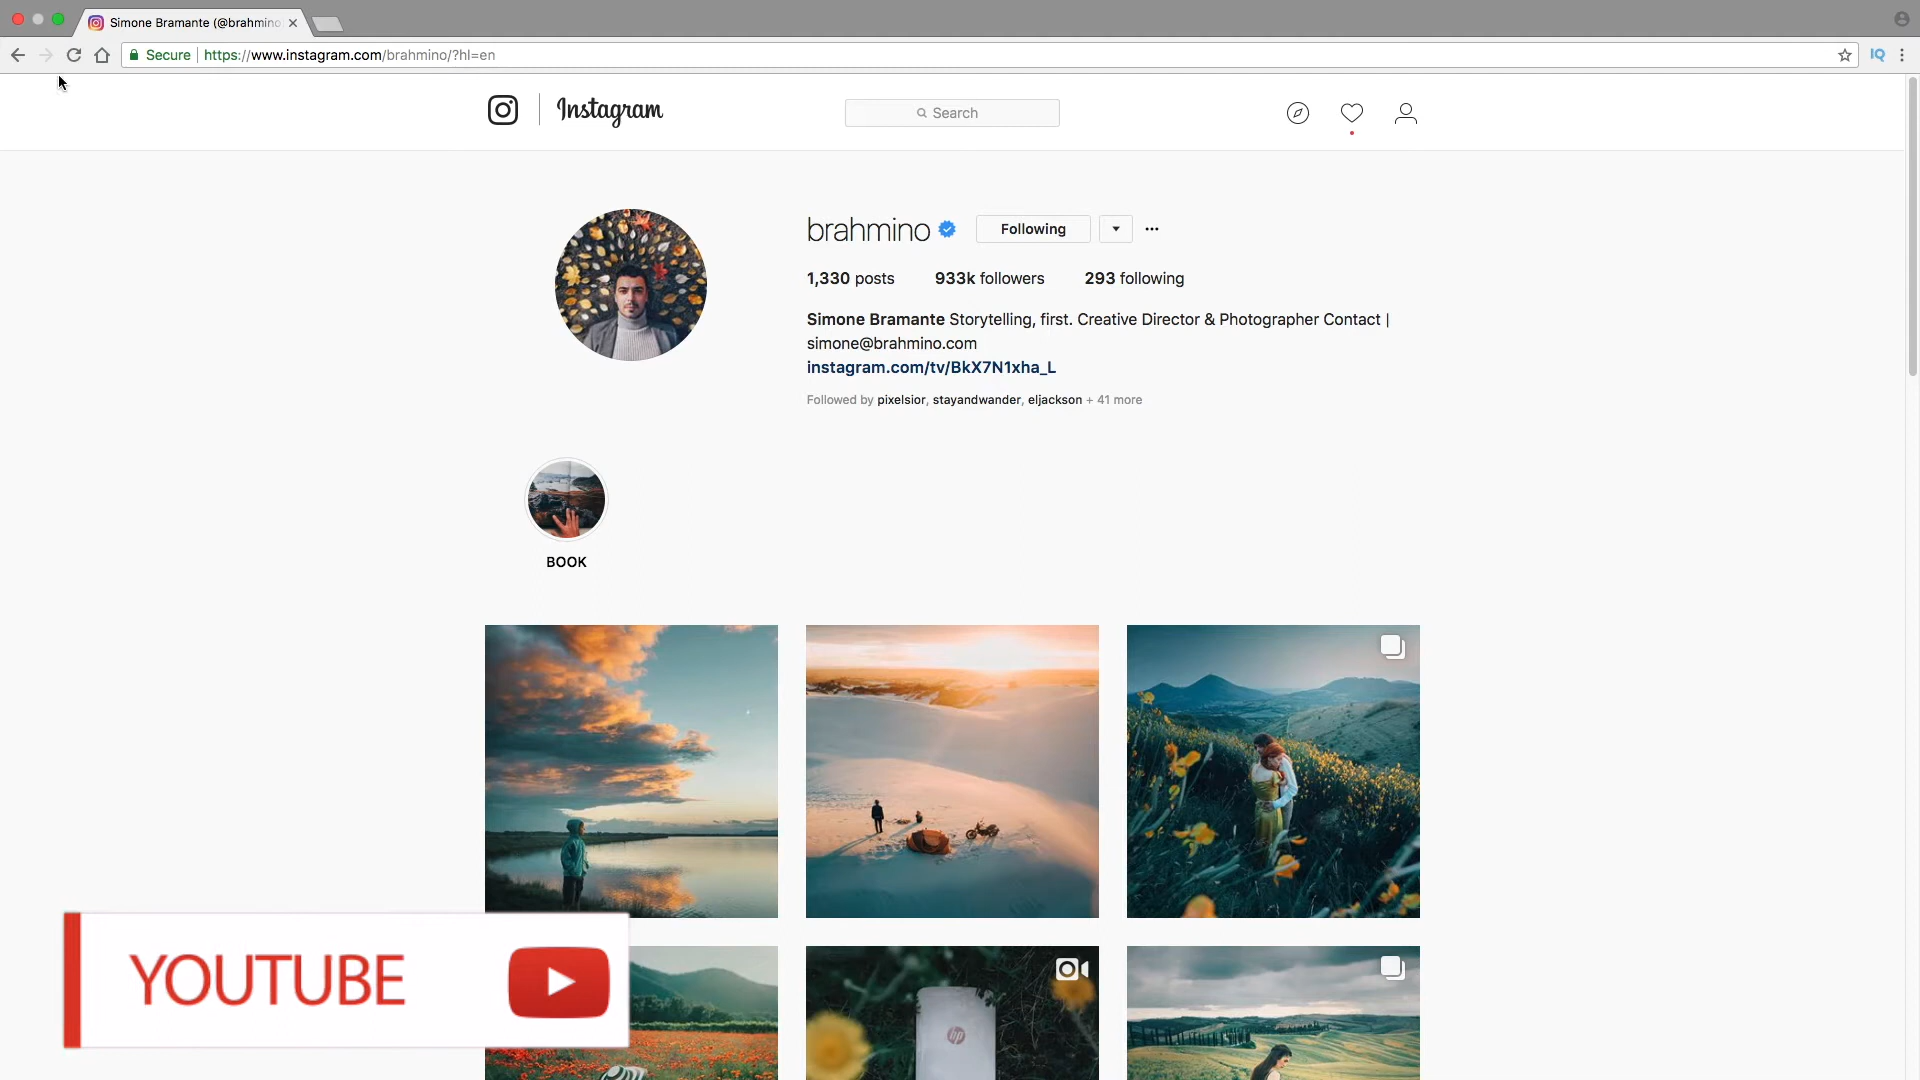 Simone Bramante (@brahmino
Secure https://www.instagram.com/brahmino/?hl=en
IQ
Instagram
Search
brahmino
Following
1,330 posts 933k followers 293 following
Simone Bramante Storytelling, first. Creative Director & Photographer Contact |
simone@brahmino.com
instagram.com/tv/BkX7N1xha_L
Followed by pixelsior, stayandwander, eljackson + 41 more
BOOK
YOUTUBE
hp